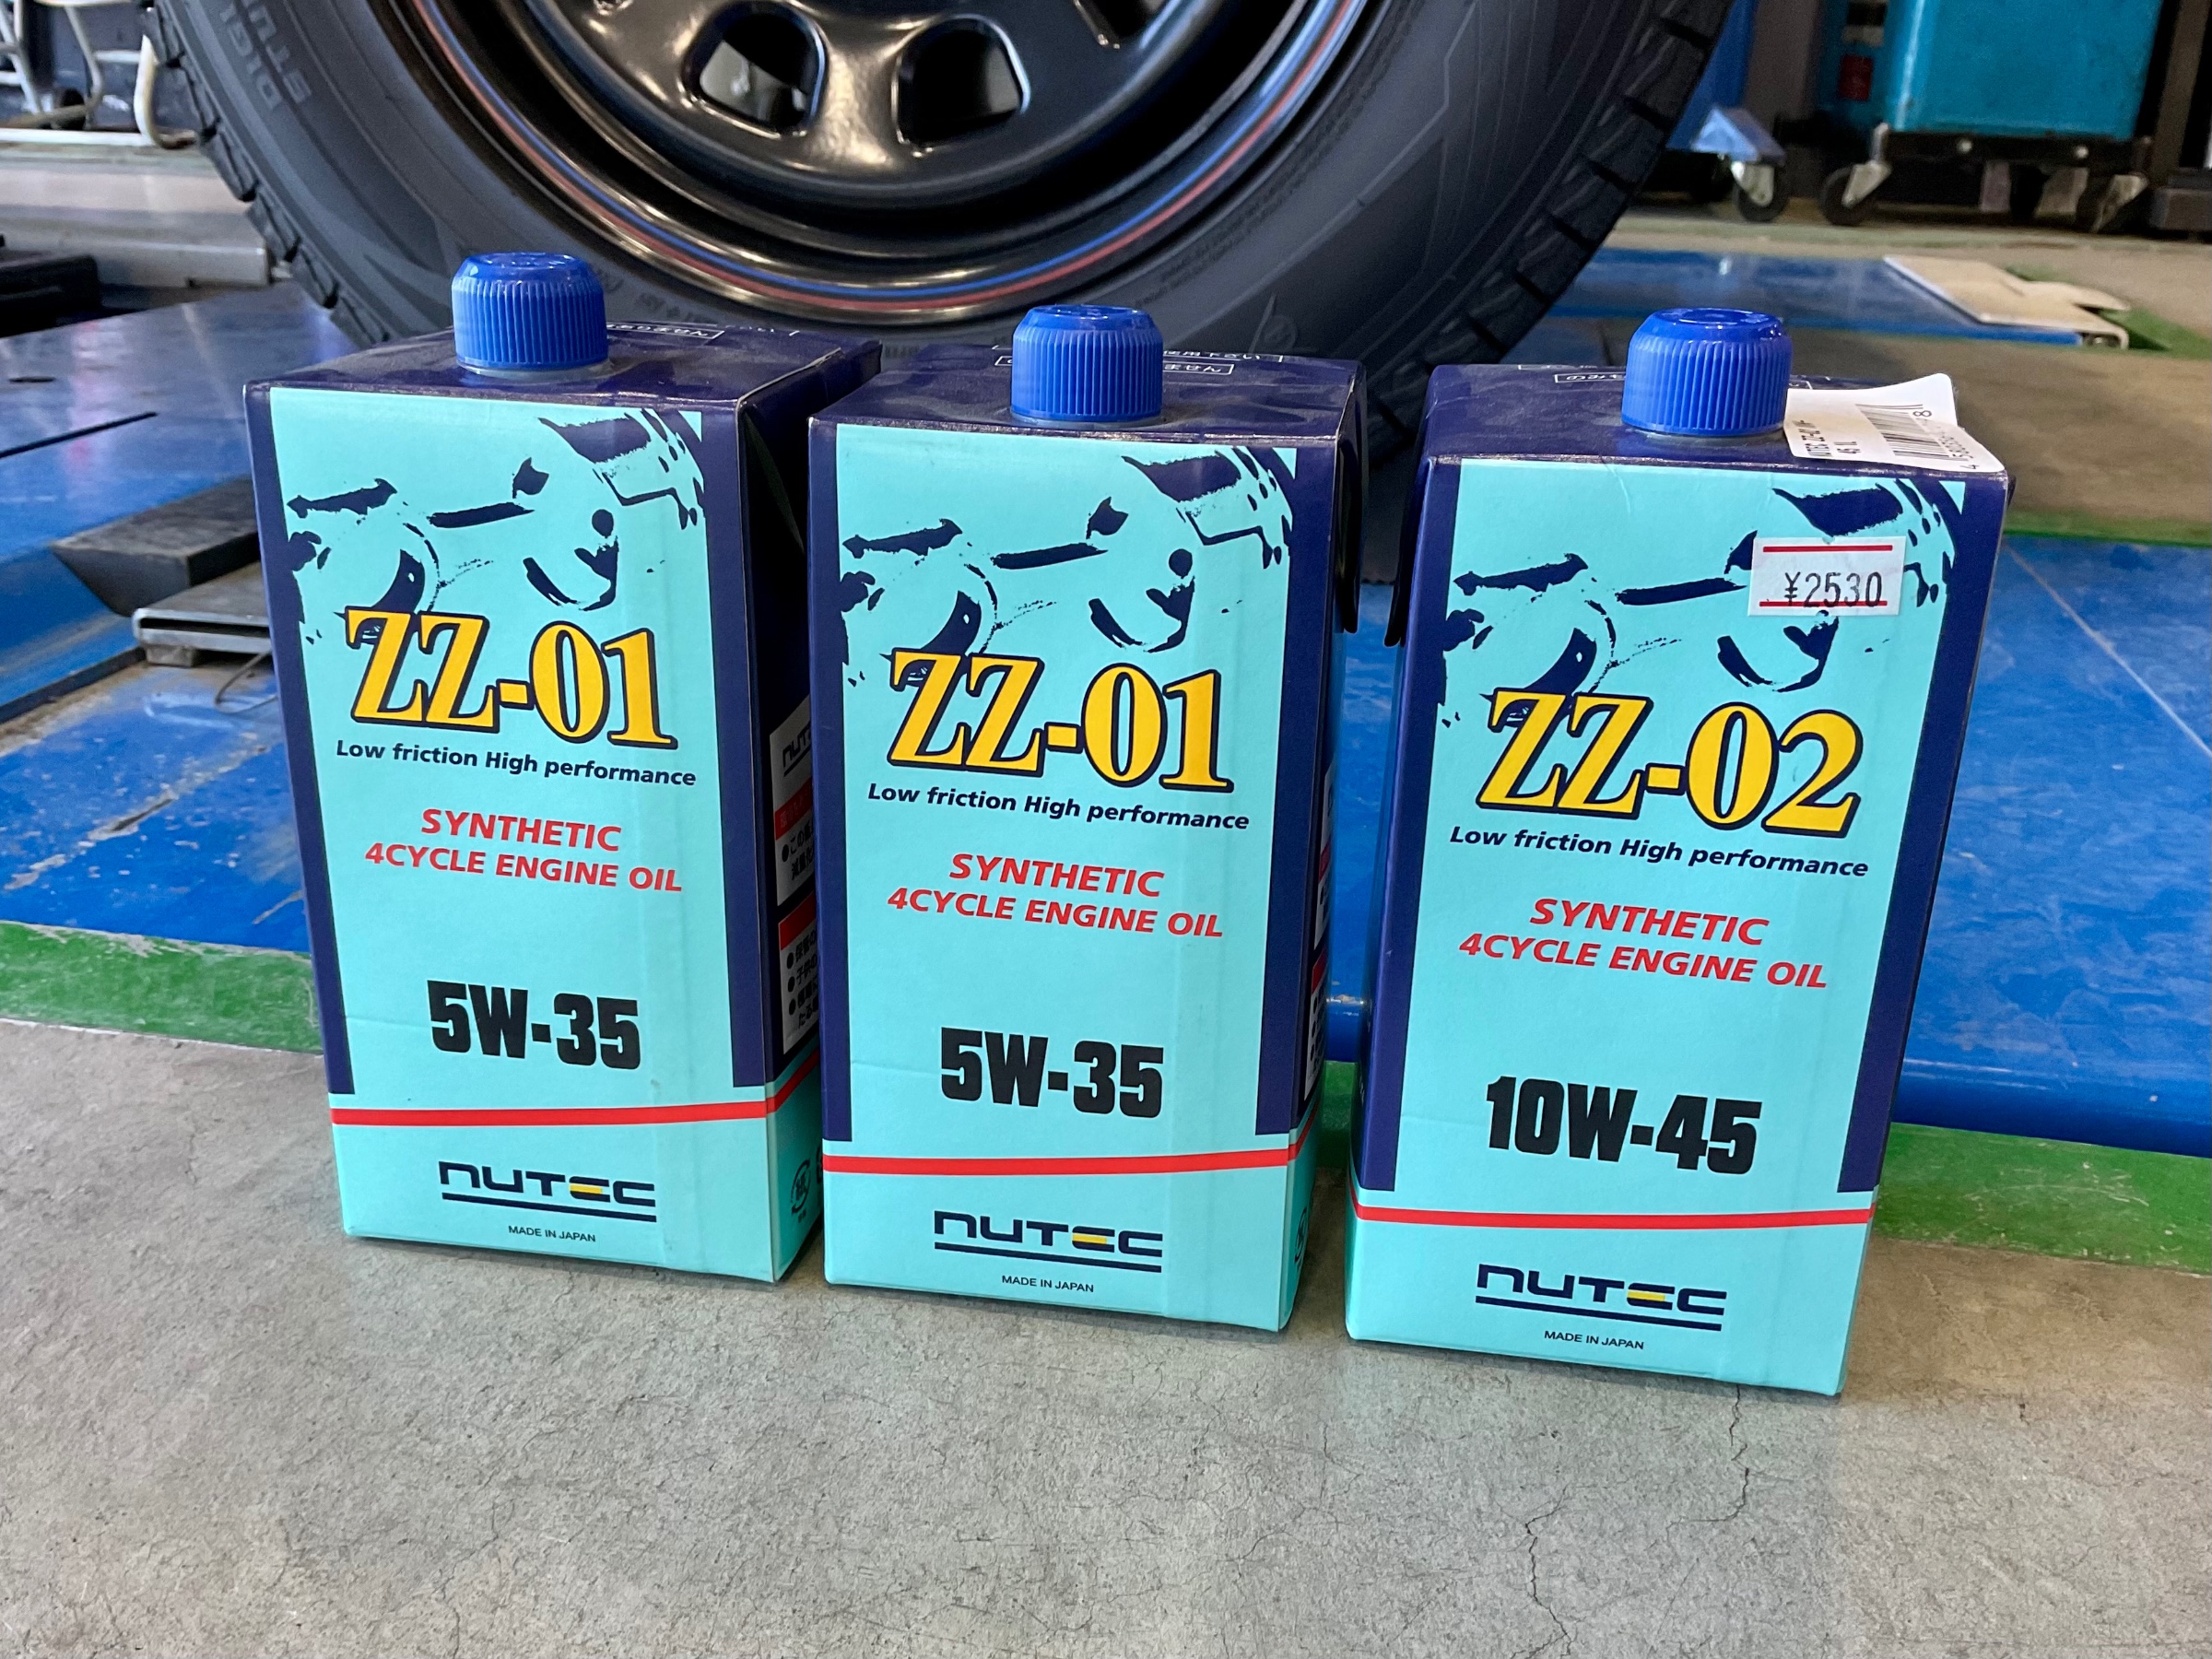 ZZ-01
Low friction High performance
SYNTHETIC
4CYCLE ENGINE OIL
5W-35
NUTEC
MADE IN JAPAN
ZZ-01
Low friction High performance
SYNTHETIC
4CYCLE ENGINE OIL
5W-35
NUTEC
MADE IN JAPAN
¥2530
ZZ-02
Low friction High performance
SYNTHETIC
4CYCLE ENGINE OIL
10W-45
NUTEC
MADE IN JAPAN